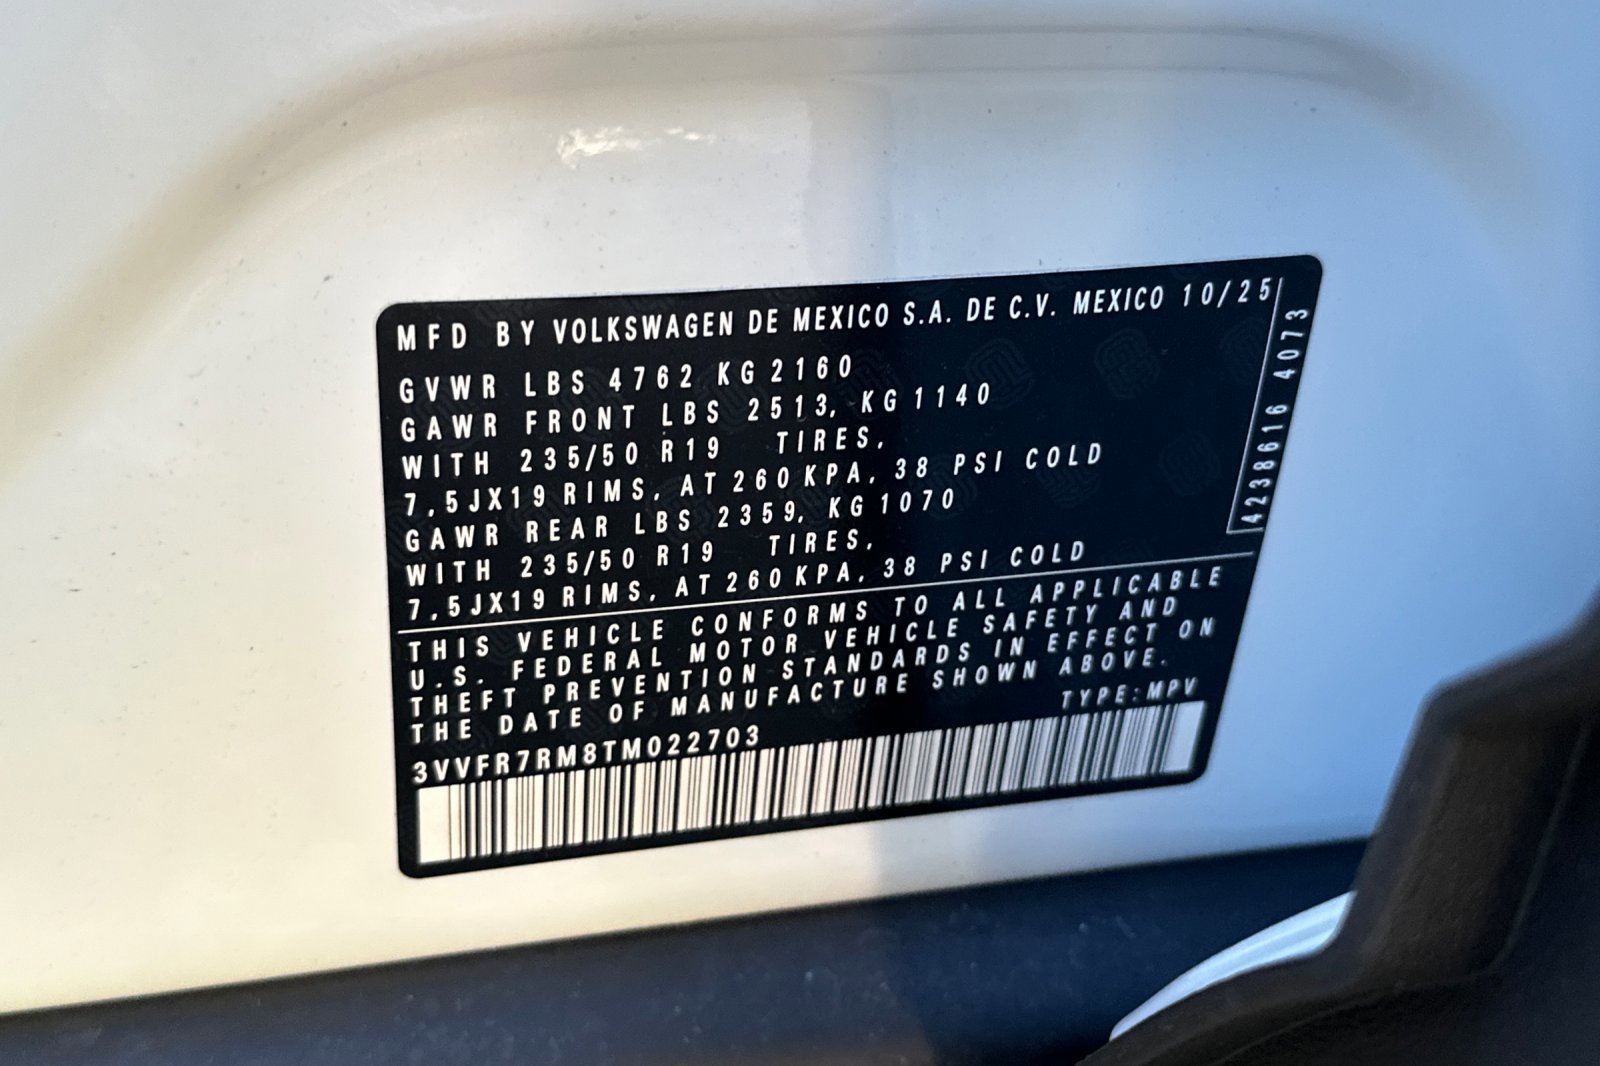 MFD BY VOLKSWAGEN DE MEXICO S.A. DE C.V. MEXICO 10/25
GVWR LBS 4762 KG 2160
GAWR FRONT LBS 2513, KG 1140
WITH 235/50 R19 TIRES,
7,5JX19 RIMS, AT 260 KPA, 38 PSI COLD
GAWR REAR LBS 2359, KG 1070
WITH 235/50 R19 TIRES,
7,5JX19 RIMS, AT 260 KPA, 38 PSI COLD
THIS VEHICLE CONFORMS TO ALL APPLICABLE
U.S. FEDERAL MOTOR VEHICLE SAFETY AND
THEFT PREVENTION STANDARDS IN EFFECT ON
THE DATE OF MANUFACTURE SHOWN ABOVE.
TYPE:MPV
3VVFR7RM8TM022703
4238616 4073